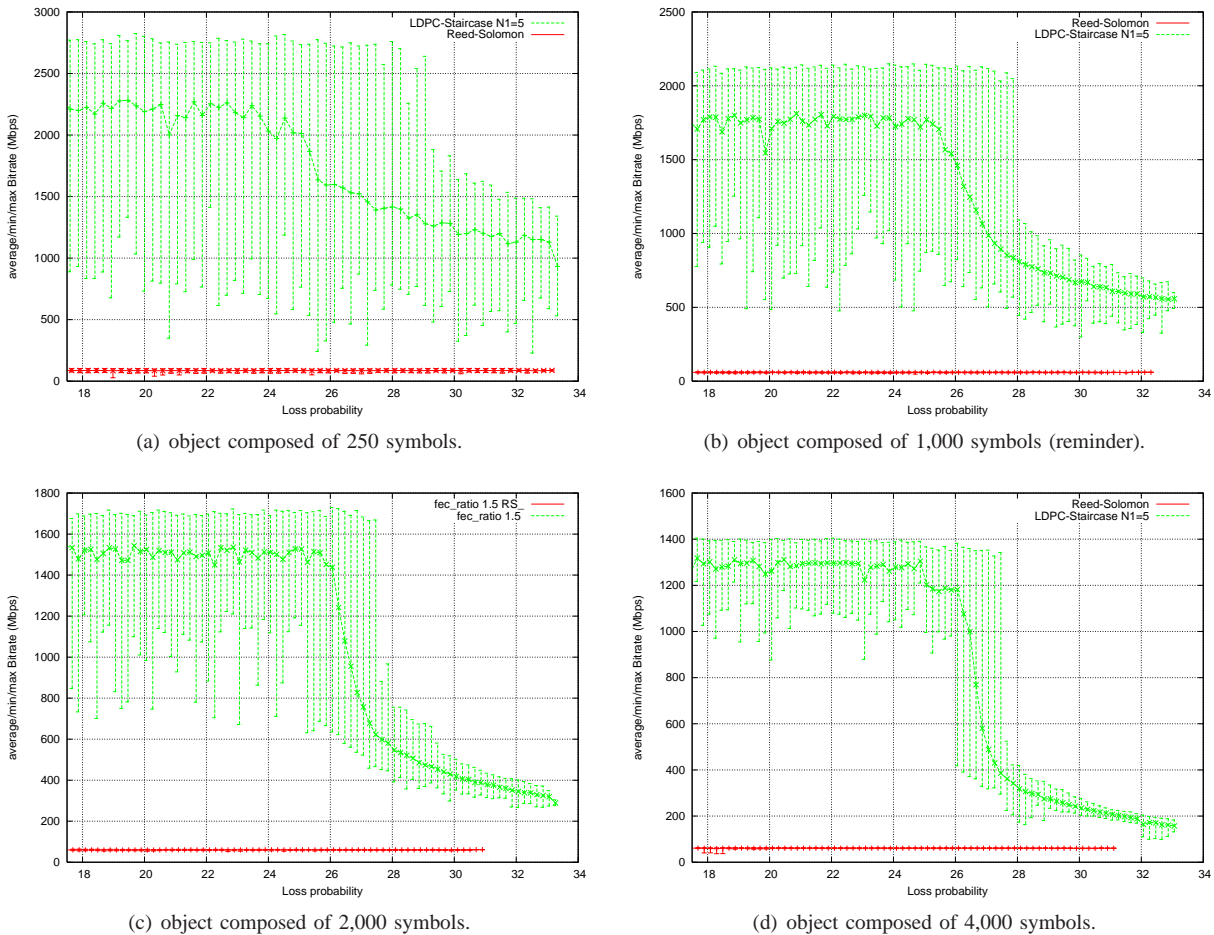 LDPC-Staircase N1=5
Reed-Solomon
average/min/max Bitrate (Mbps)
3000
2500
2000
1500
1000
500
0
18 20 22 24 26 28 30 32 34
Loss probability
(a) object composed of 250 symbols.
Reed-Solomon
LDPC-Staircase N1=5
average/min/max Bitrate (Mbps)
2500
2000
1500
1000
500
0
18 20 22 24 26 28 30 32 34
Loss probability
(b) object composed of 1,000 symbols (reminder).
fec_ratio 1.5 RS_
fec_ratio 1.5
average/min/max Bitrate (Mbps)
1800
1600
1400
1200
1000
800
600
400
200
0
18 20 22 24 26 28 30 32 34
Loss probability
(c) object composed of 2,000 symbols.
Reed-Solomon
LDPC-Staircase N1=5
average/min/max Bitrate (Mbps)
1600
1400
1200
1000
800
600
400
200
0
18 20 22 24 26 28 30 32 34
Loss probability
(d) object composed of 4,000 symbols.